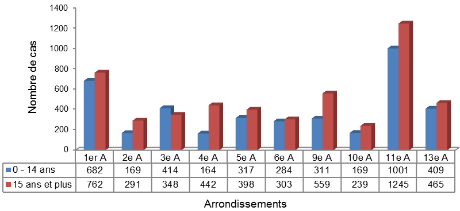 Nombre de cas
1400
1200
1000
800
600
400
200
0
1er A 2e A 3e A 4e A 5e A 6e A 9e A 10e A 11e A 13e A
0 - 14 ans 682 169 414 164 317 284 311 169 1001 409
15 ans et plus 762 291 348 442 398 303 559 239 1245 465
Arrondissements